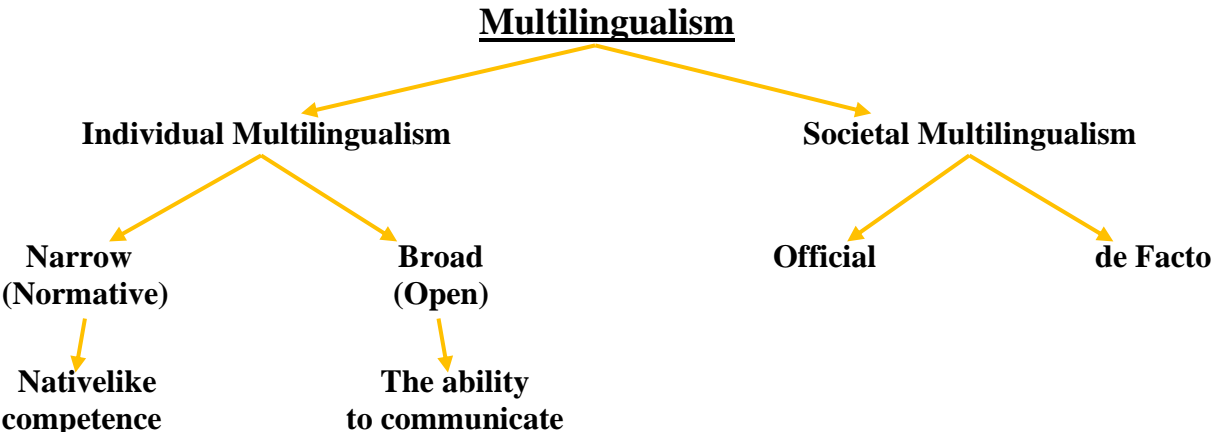 Multilingualism
Individual Multilingualism
Societal Multilingualism
Narrow
(Normative)
Broad
(Open)
Official
de Facto
Nativelike
competence
The ability
to communicate